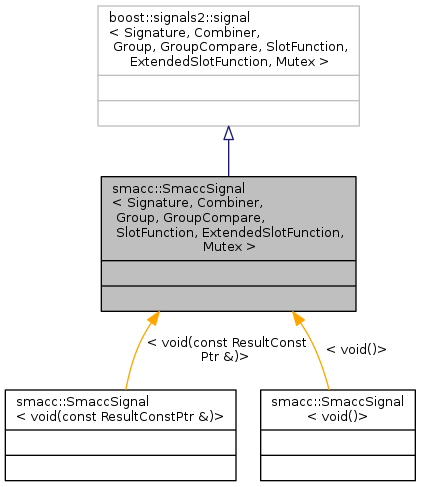 boost::signals2::signal
< Signature, Combiner,
Group, GroupCompare, SlotFunction,
ExtendedSlotFunction, Mutex >
smacc::SmaccSignal
< Signature, Combiner,
Group, GroupCompare,
SlotFunction, ExtendedSlotFunction,
Mutex >
< void(const ResultConst
Ptr &)>
< void()>
smacc::SmaccSignal
< void(const ResultConstPtr &)>
smacc::SmaccSignal
< void()>